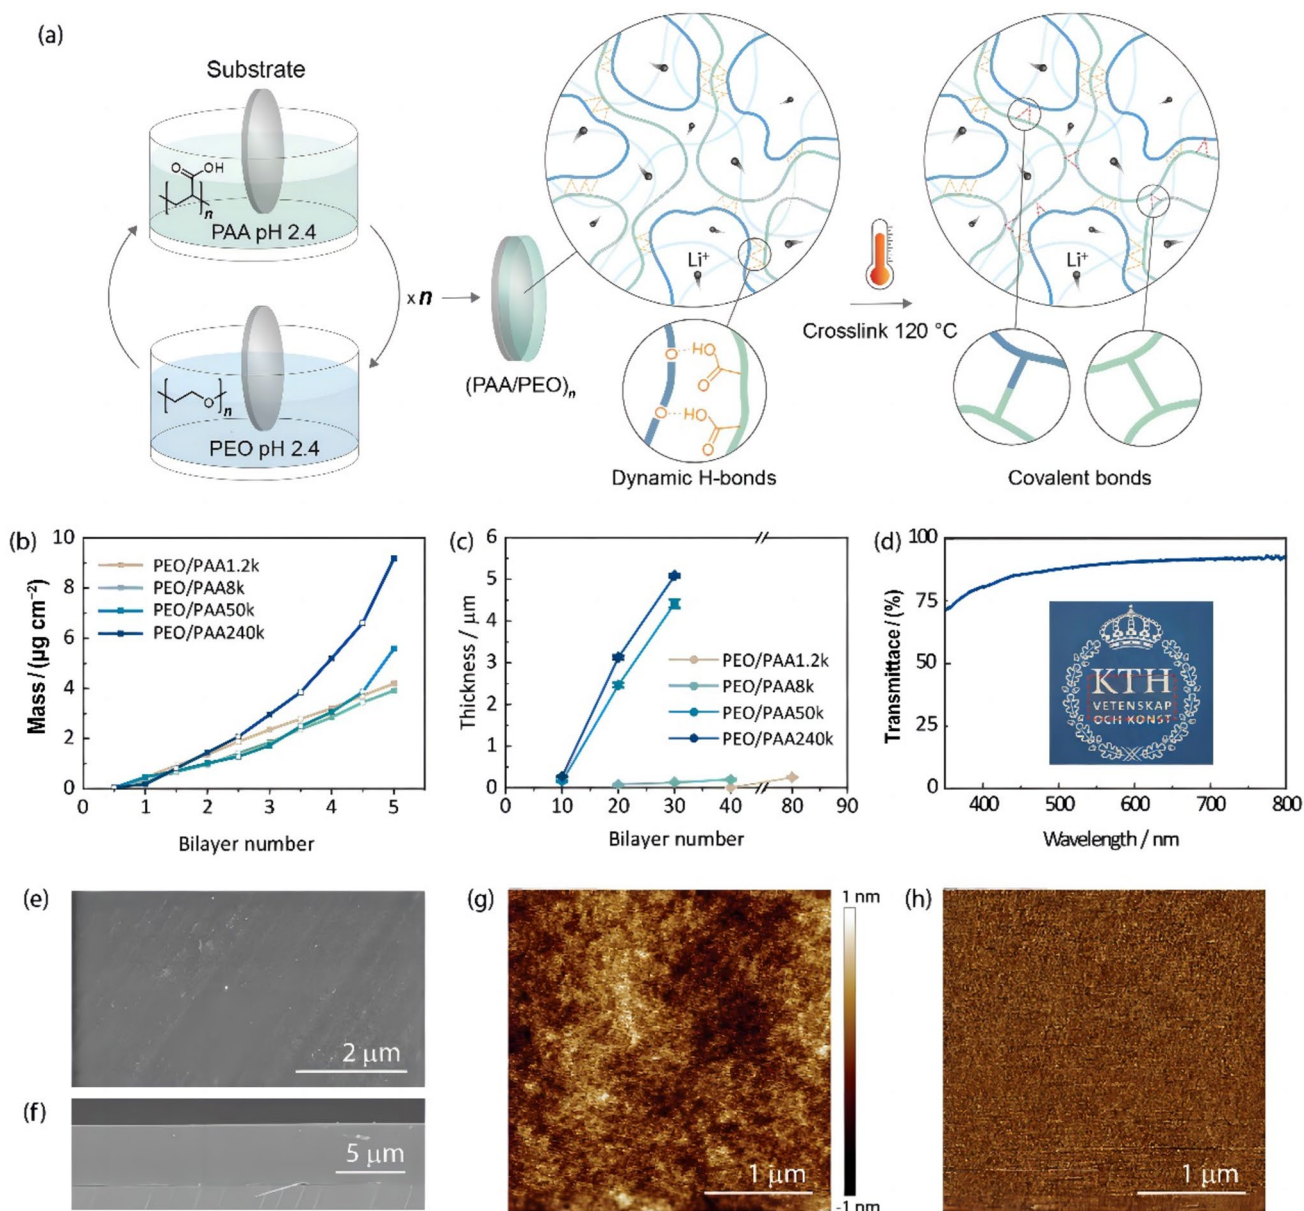 (a)
Substrate
O
OH
n
PAA pH 2.4
O
n
PEO pH 2.4
x n
(PAA/PEO)n
Li⁺
O
HO
O
O
HO
O
Dynamic H-bonds
Crosslink 120 °C
Li⁺
Covalent bonds
(b)
Mass / (μg cm⁻²)
10
8
6
4
2
0
PEO/PAA1.2k
PEO/PAA8k
PEO/PAA50k
PEO/PAA240k
0 1 2 3 4 5
Bilayer number
(c)
Thickness / μm
6
5
4
3
2
1
0
PEO/PAA1.2k
PEO/PAA8k
PEO/PAA50k
PEO/PAA240k
0 10 20 30 40 80 90
Bilayer number
(d)
Transmittace / (%)
100
75
50
25
0
KTH
VETENSKAP
OCH KONST
400 500 600 700 800
Wavelength / nm
(e)
2 μm
(f)
5 μm
(g)
1 nm
-1 nm
1 μm
(h)
1 μm